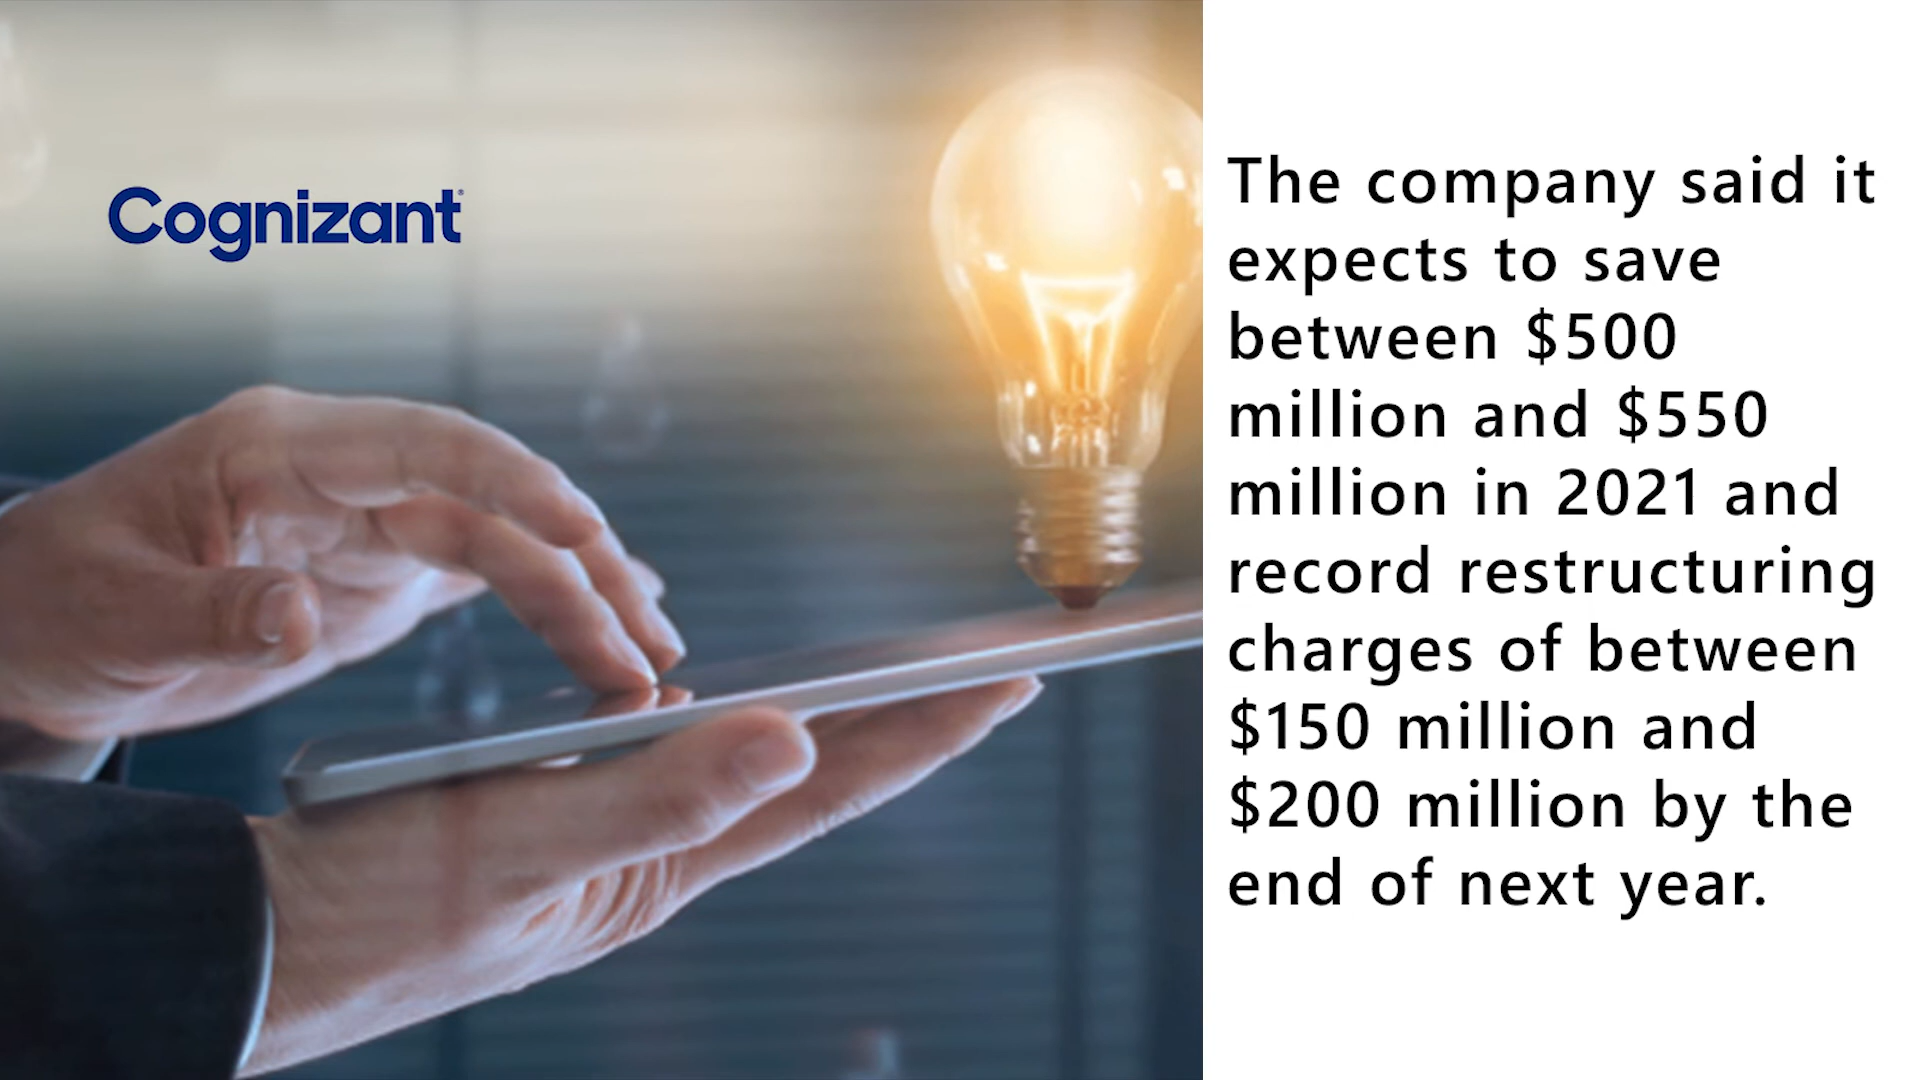 Cognizant
The company said it
expects to save
between $500
million and $550
million in 2021 and
record restructuring
charges of between
$150 million and
$200 million by the
end of next year.